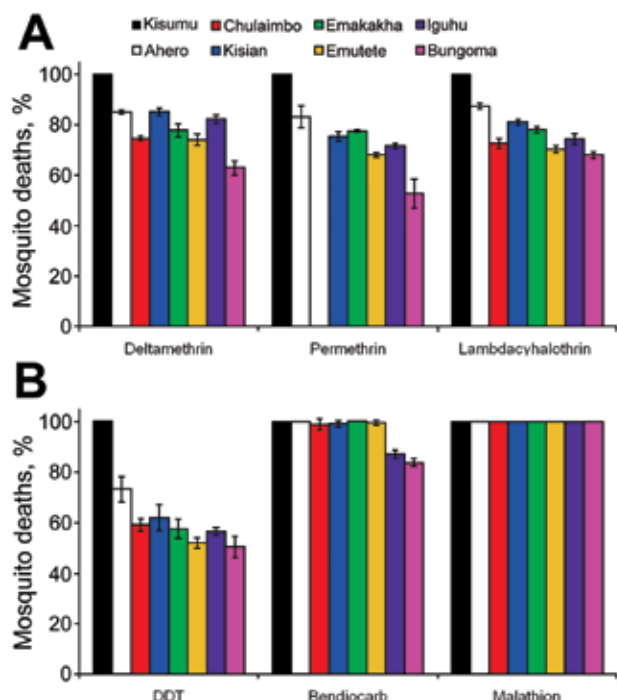 A
Kisumu Chulaimbo Emakakha Iguhu
Ahero Kisian Emutete Bungoma
Mosquito deaths, %
100
80
60
40
20
0
Deltamethrin Permethrin Lambdacyhalothrin
B
Mosquito deaths, %
100
80
60
40
20
0
DDT Bendiocarb Malathion